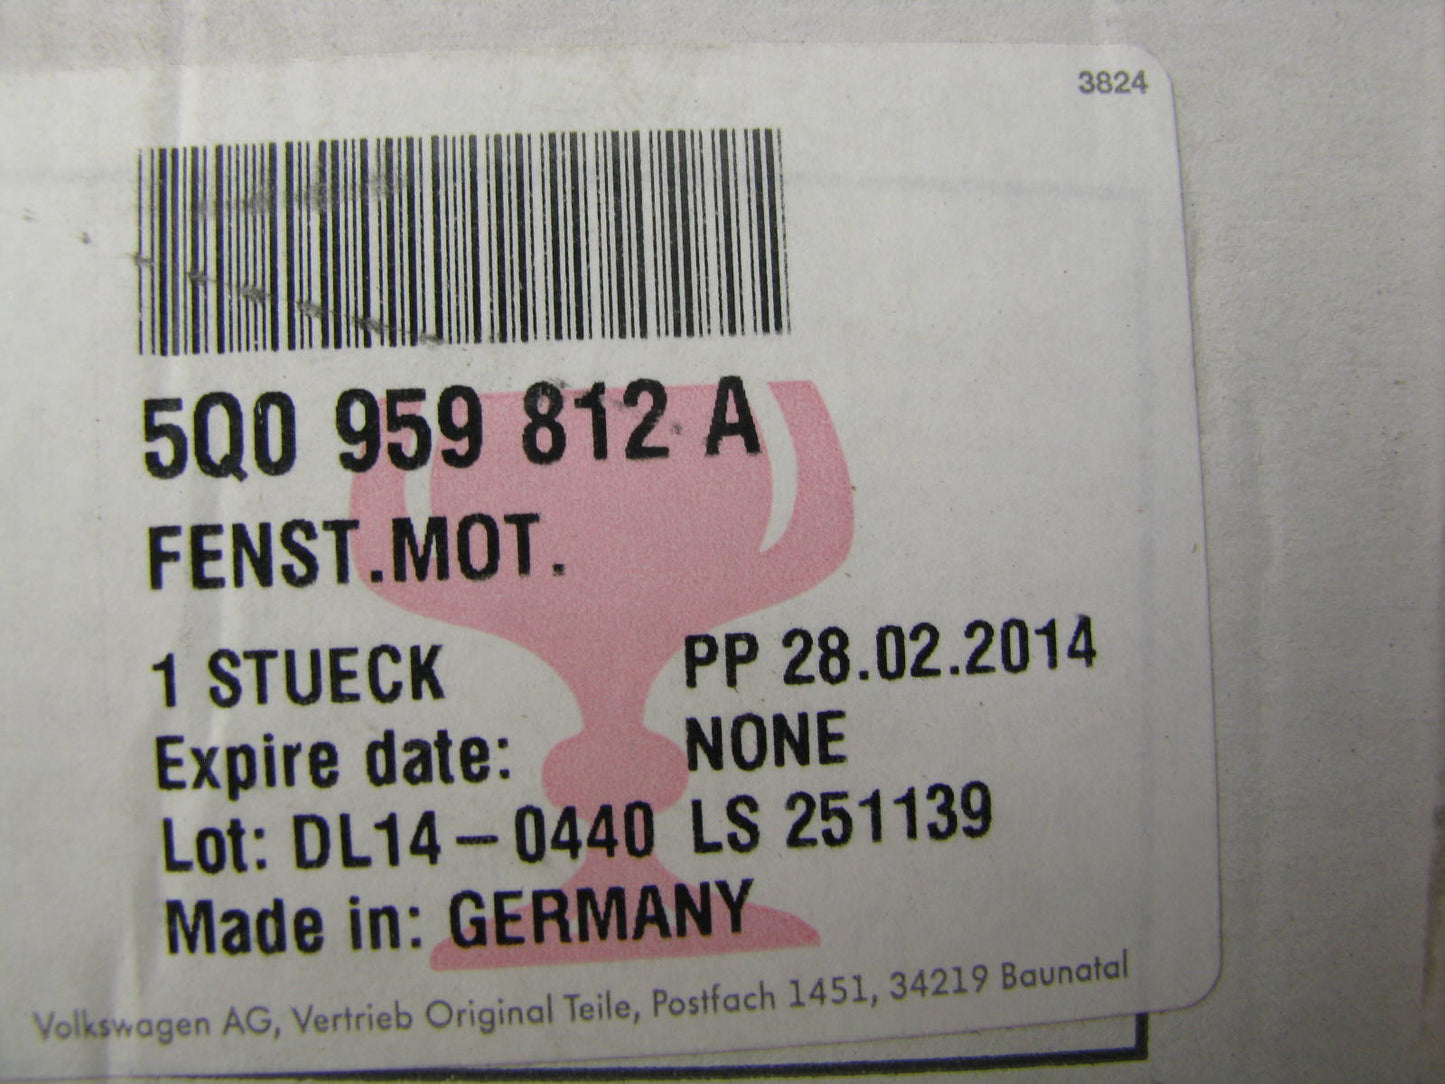 3824
5Q0 959 812 A
FENST.MOT.
1 STUECK PP 28.02.2014
Expire date: NONE
Lot: DL14-0440 LS 251139
Made in: GERMANY
Volkswagen AG, Vertrieb Original Teile, Postfach 1451, 34219 Baunatal